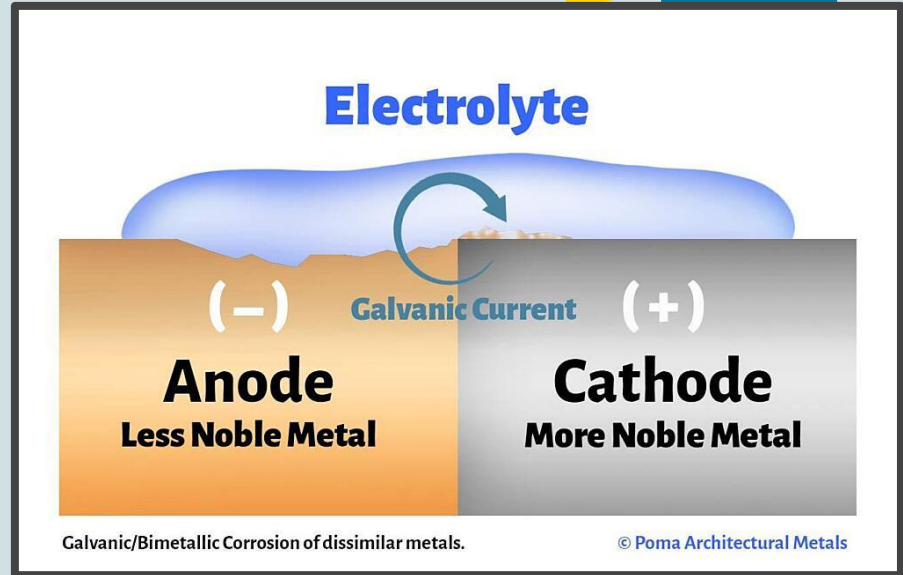 Electrolyte
(–)
Galvanic Current
(+)
Anode
Cathode
Less Noble Metal
More Noble Metal
Galvanic/Bimetallic Corrosion of dissimilar metals.
© Poma Architectural Metals